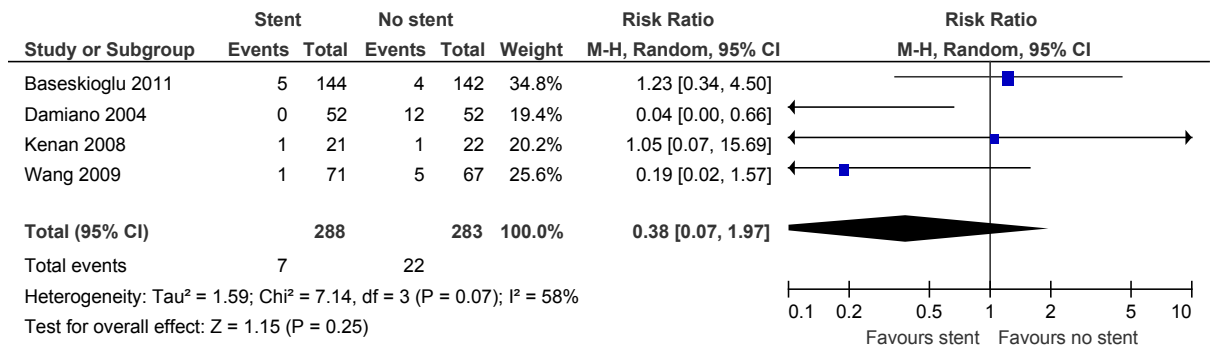 Stent No stent Risk Ratio Risk Ratio
Study or Subgroup Events Total Events Total Weight M-H, Random, 95% CI M-H, Random, 95% CI
Baseskioglu 2011 5 144 4 142 34.8% 1.23 [0.34, 4.50]
Damiano 2004 0 52 12 52 19.4% 0.04 [0.00, 0.66]
Kenan 2008 1 21 1 22 20.2% 1.05 [0.07, 15.69]
Wang 2009 1 71 5 67 25.6% 0.19 [0.02, 1.57]
Total (95% CI) 288 283 100.0% 0.38 [0.07, 1.97]
Total events 7 22
Heterogeneity: Tau² = 1.59; Chi² = 7.14, df = 3 (P = 0.07); I² = 58%
Test for overall effect: Z = 1.15 (P = 0.25)
0.1 0.2 0.5 1 2 5 10
Favours stent Favours no stent